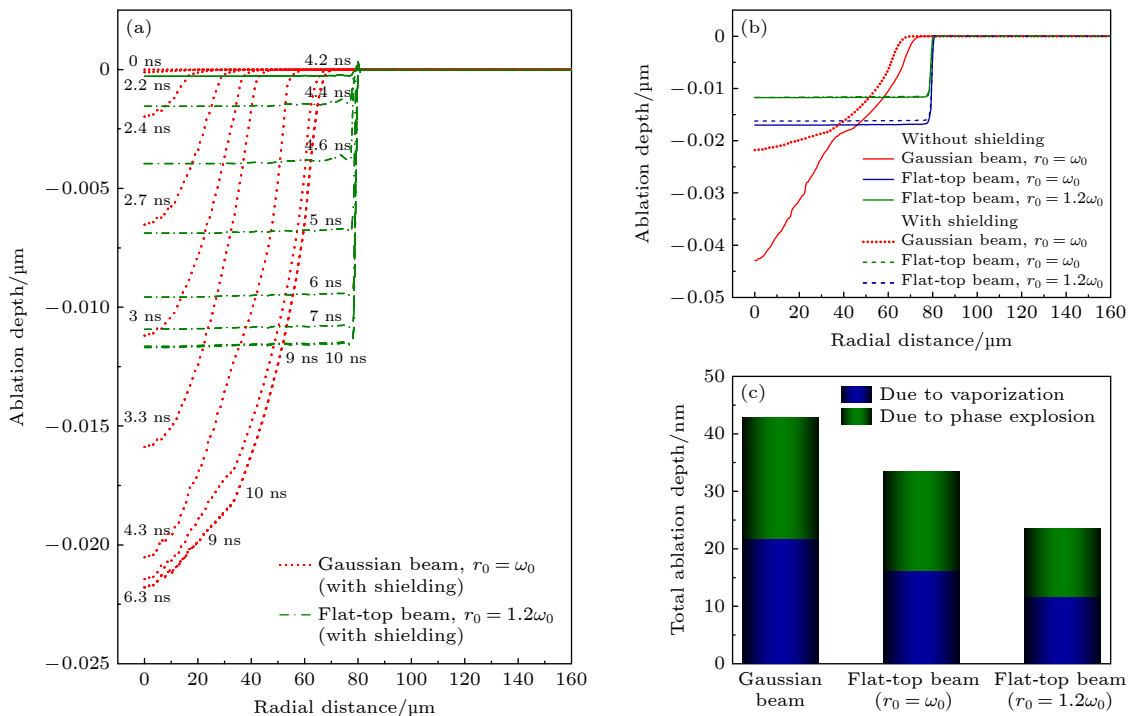 (a)
0 ns
4.2 ns
2.2 ns
4.4 ns
2.4 ns
4.6 ns
2.7 ns
5 ns
6 ns
3 ns
7 ns
9 ns 10 ns
3.3 ns
10 ns
4.3 ns
9 ns
6.3 ns
Gaussian beam, r₀ = ω₀
(with shielding)
Flat-top beam, r₀ = 1.2ω₀
(with shielding)
0
−0.005
−0.010
−0.015
−0.020
−0.025
Ablation depth/µm
0 20 40 60 80 100 120 140 160
Radial distance/µm
(b)
0
−0.01
−0.02
−0.03
−0.04
−0.05
Ablation depth/µm
Without shielding
Gaussian beam, r₀ = ω₀
Flat-top beam, r₀ = ω₀
Flat-top beam, r₀ = 1.2ω₀
With shielding
Gaussian beam, r₀ = ω₀
Flat-top beam, r₀ = ω₀
Flat-top beam, r₀ = 1.2ω₀
0 20 40 60 80 100 120 140 160
Radial distance/µm
(c)
Due to vaporization
Due to phase explosion
50
40
30
20
10
0
Total ablation depth/nm
Gaussian
beam
Flat-top beam
(r₀ = ω₀)
Flat-top beam
(r₀ = 1.2ω₀)